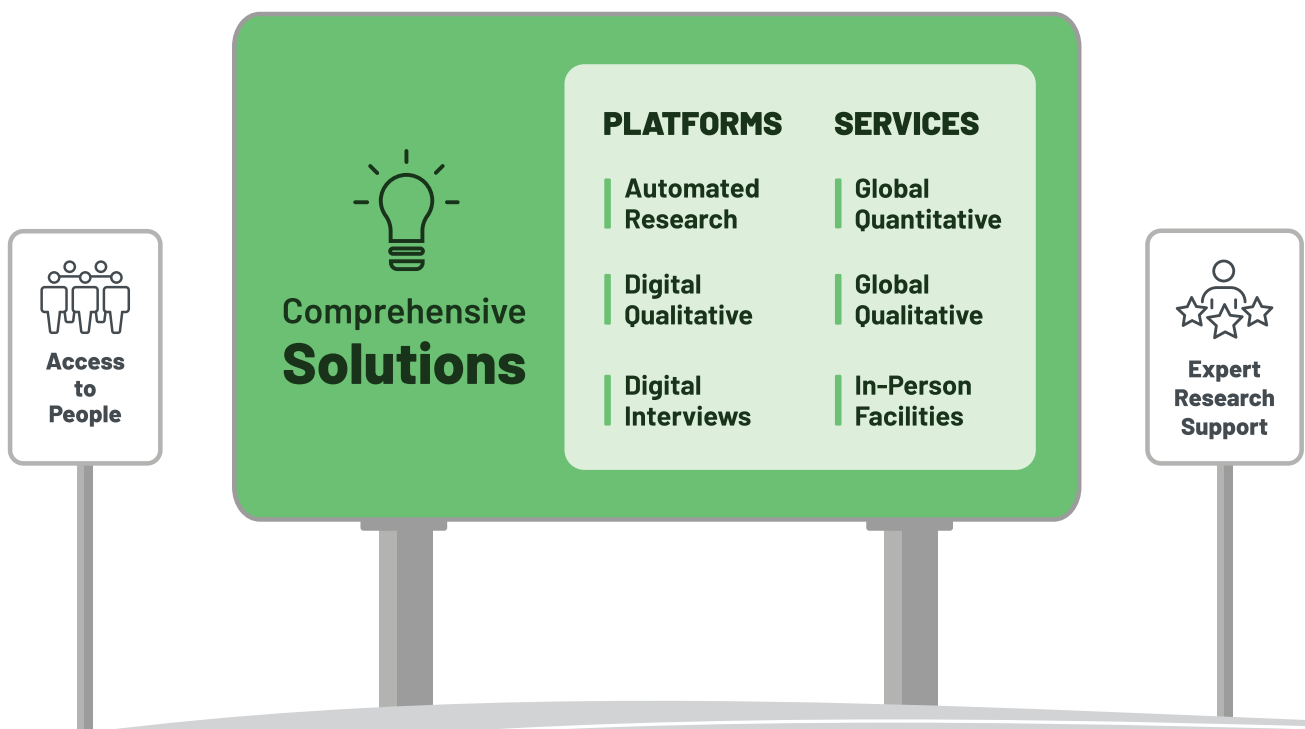 Access
to
People
Comprehensive
Solutions
PLATFORMS
Automated
Research
Digital
Qualitative
Digital
Interviews
SERVICES
Global
Quantitative
Global
Qualitative
In-Person
Facilities
Expert
Research
Support